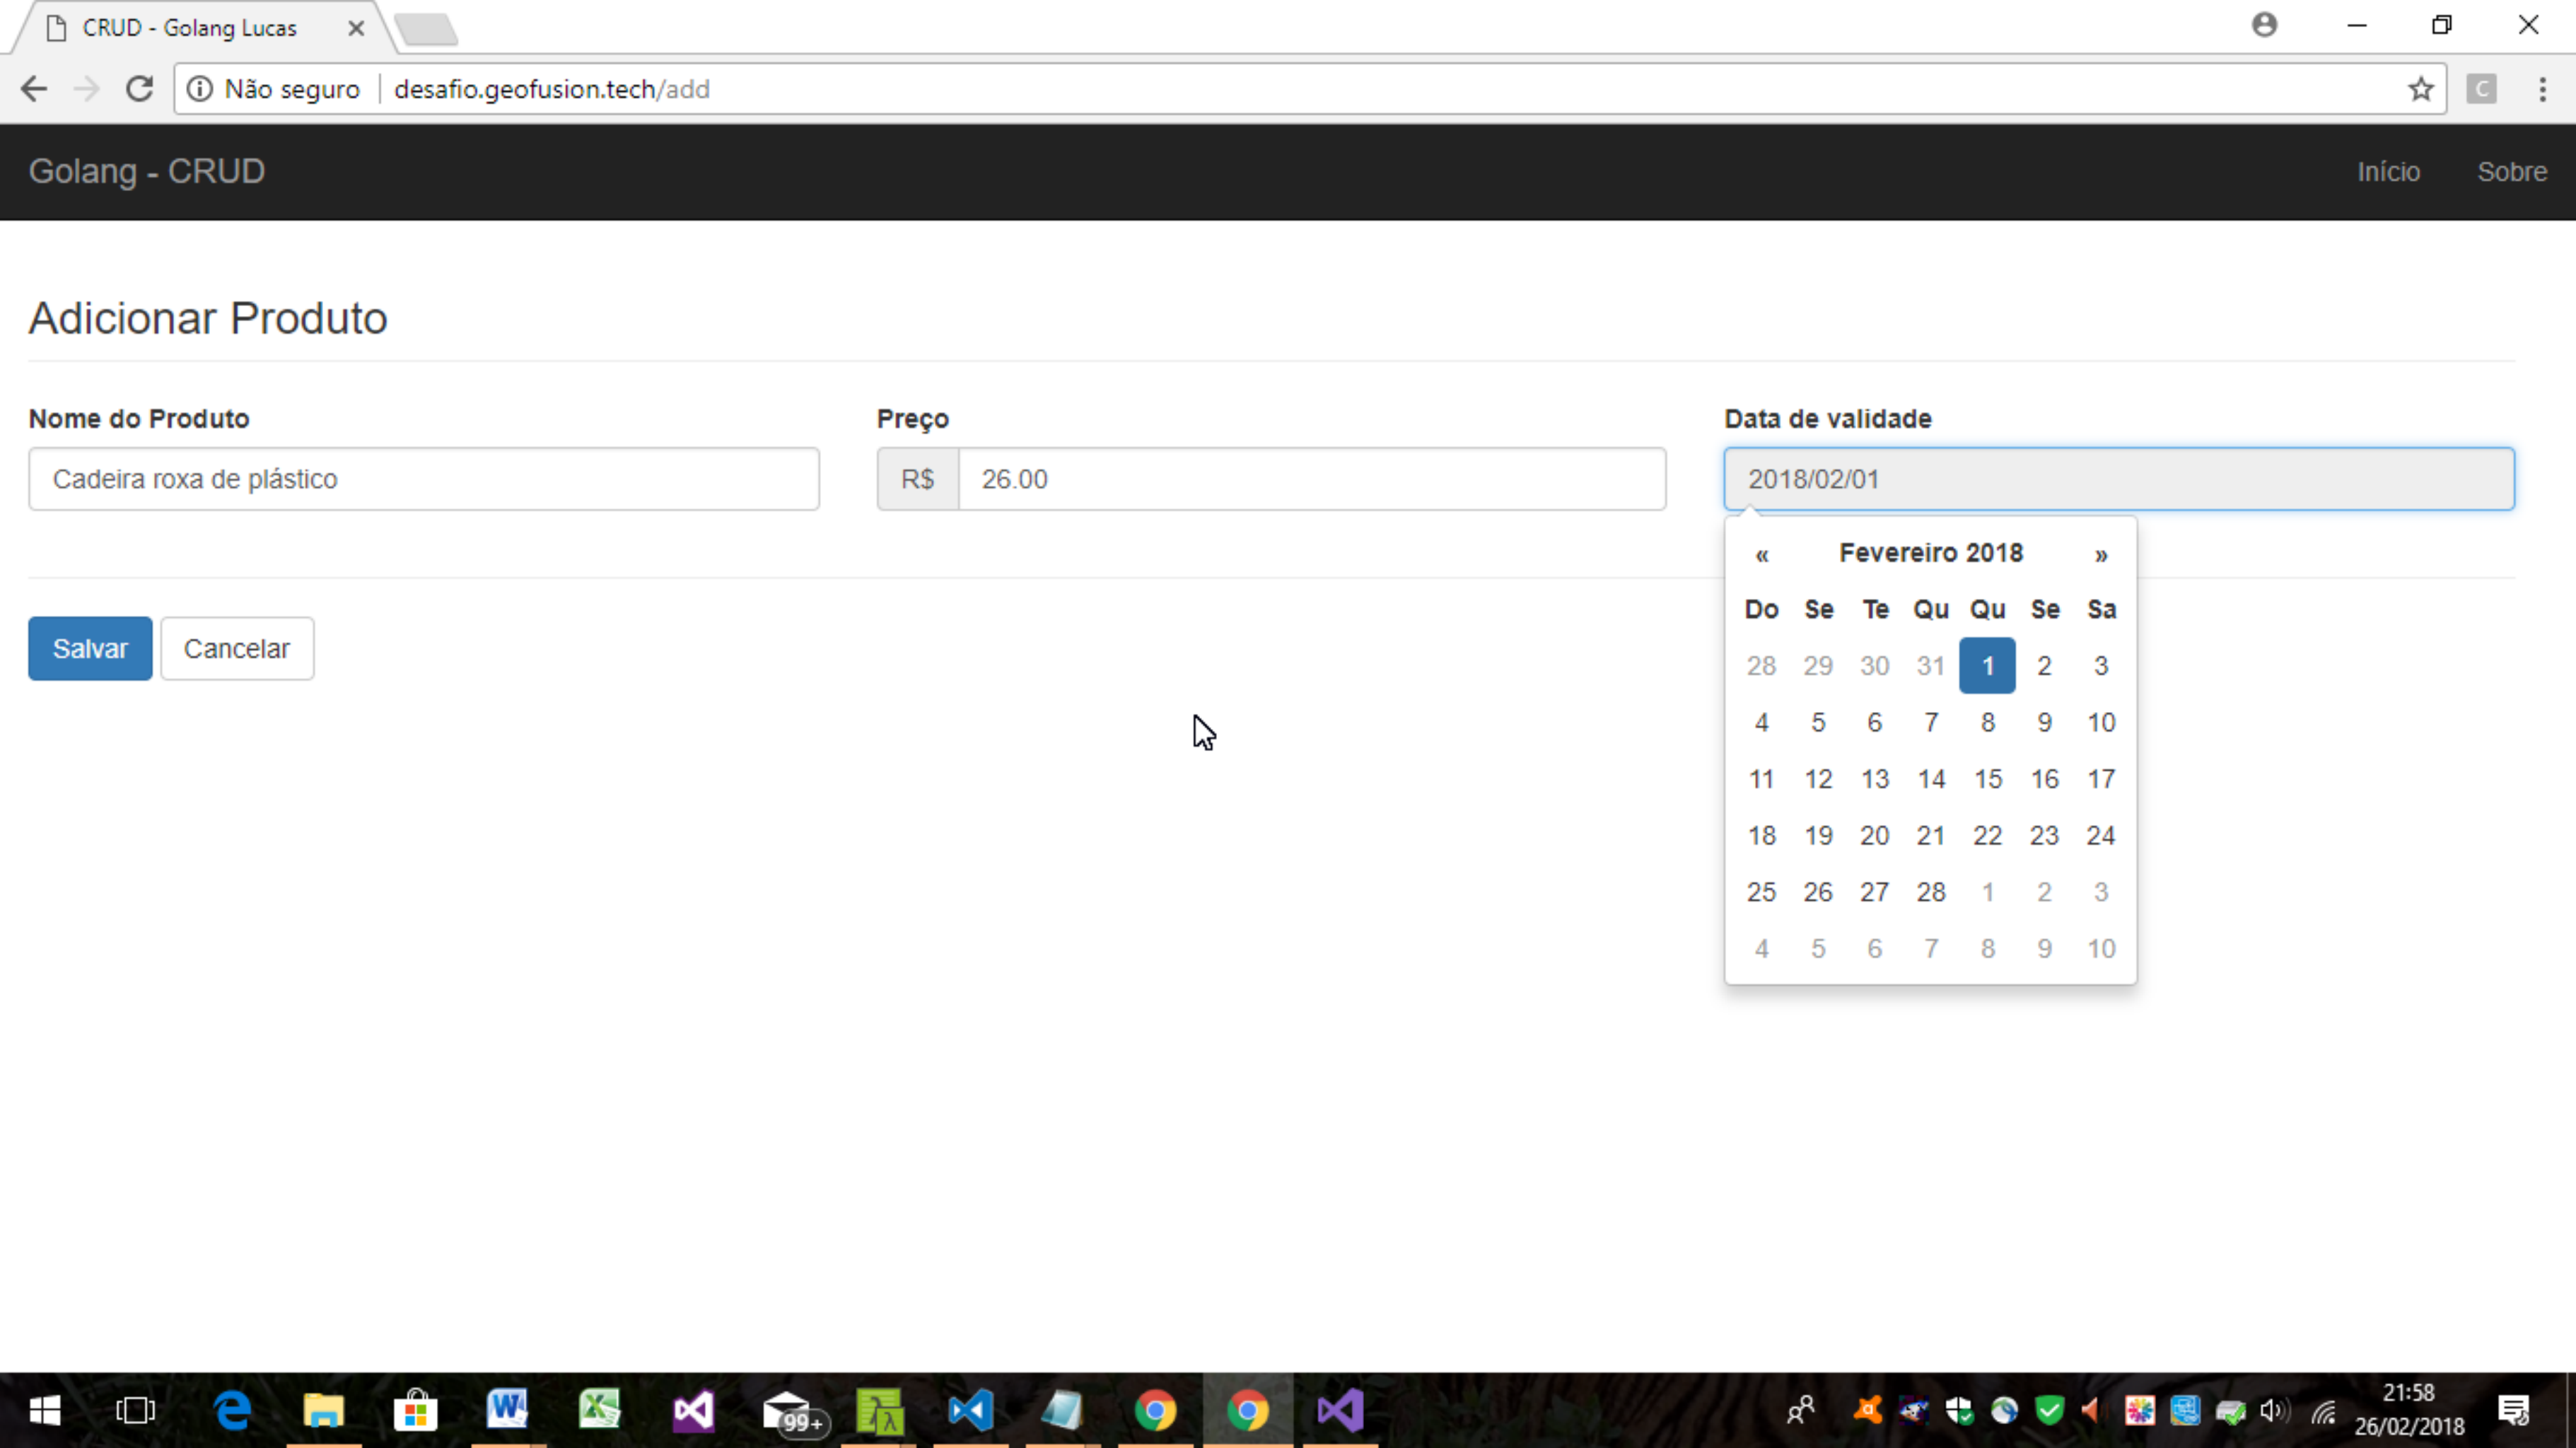 CRUD - Golang Lucas
Não seguro desafio.geofusion.tech/add
C
Golang - CRUD Início Sobre
Adicionar Produto
Nome do Produto Preço Data de validade
Cadeira roxa de plástico R$ 26.00 2018/02/01
« Fevereiro 2018 »
Do Se Te Qu Qu Se Sa
28 29 30 31 1 2 3
4 5 6 7 8 9 10
11 12 13 14 15 16 17
18 19 20 21 22 23 24
25 26 27 28 1 2 3
4 5 6 7 8 9 10
Salvar Cancelar
99+
21:58
26/02/2018